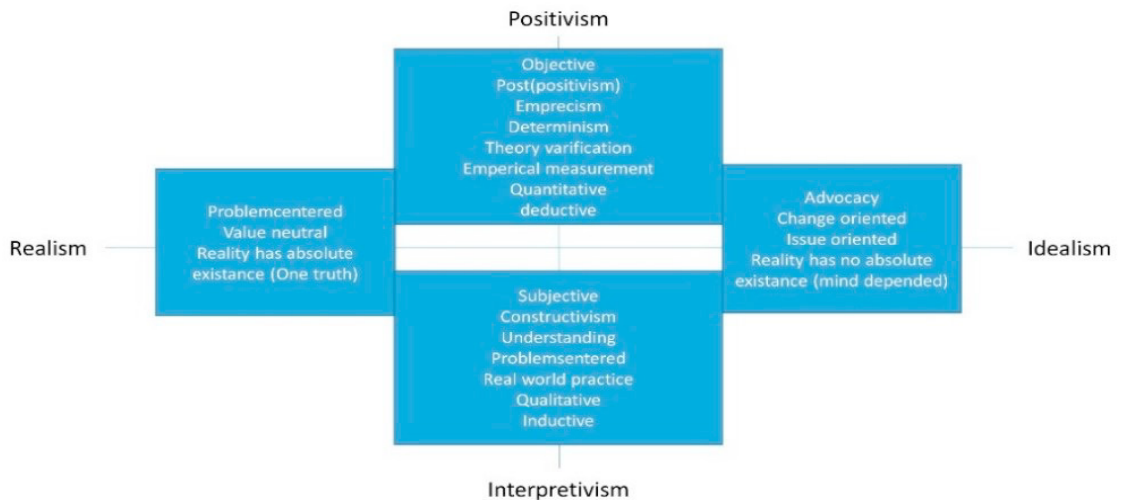 Positivism
Objective
Post(positivism)
Emprecism
Determinism
Theory varification
Emperical measurement
Quantitative
deductive
Realism
Problemcentered
Value neutral
Reality has absolute
existance (One truth)
Advocacy
Change oriented
Issue oriented
Reality has no absolute
existance (mind depended)
Idealism
Subjective
Constructivism
Understanding
Problemsentered
Real world practice
Qualitative
Inductive
Interpretivism